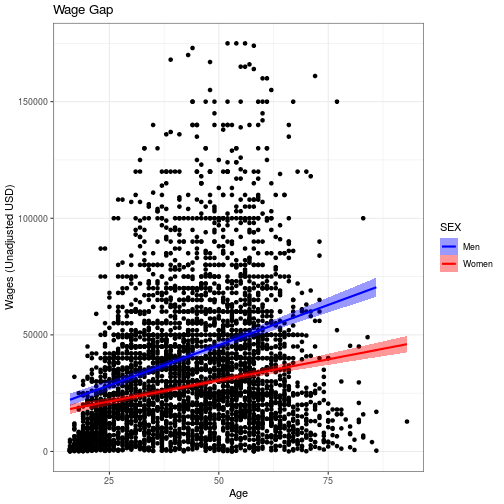 Wage Gap
Wages (Unadjusted USD)
150000
100000
50000
0
25
50
75
Age
SEX
Men
Women